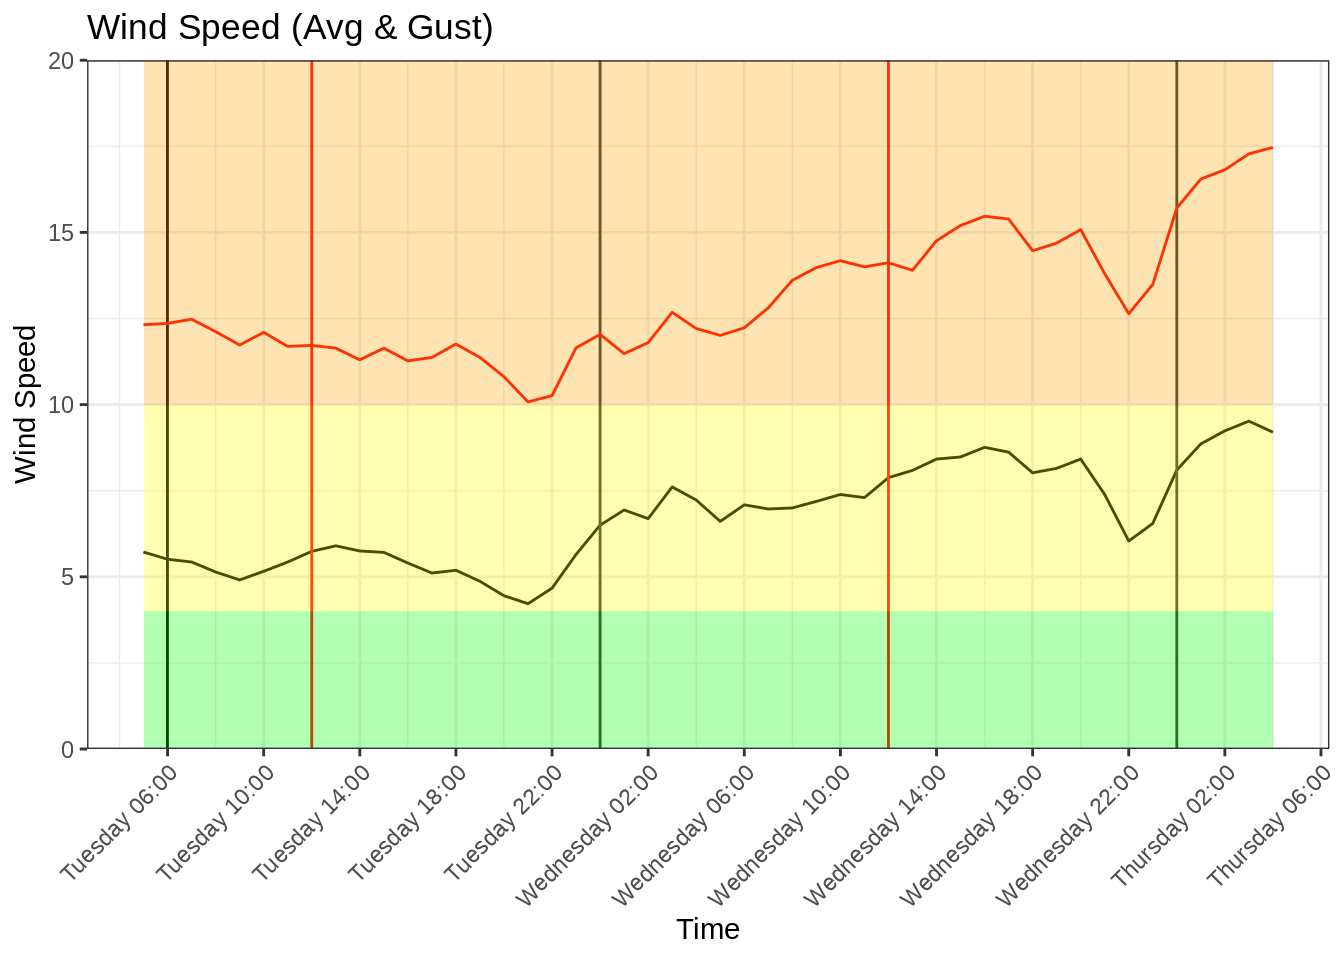 Wind Speed (Avg & Gust)
20
15
10
5
0
Wind Speed
Tuesday 06:00
Tuesday 10:00
Tuesday 14:00
Tuesday 18:00
Tuesday 22:00
Wednesday 02:00
Wednesday 06:00
Wednesday 10:00
Wednesday 14:00
Wednesday 18:00
Wednesday 22:00
Thursday 02:00
Thursday 06:00
Time